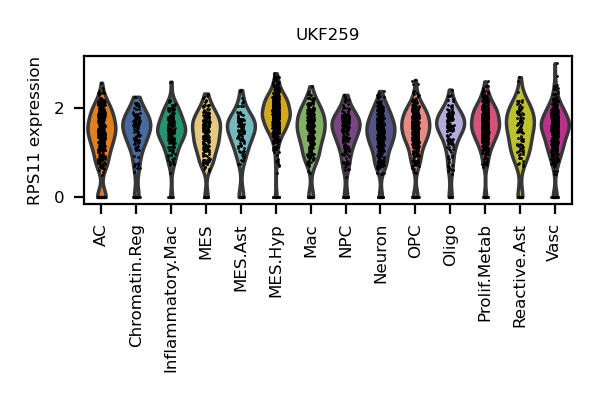 UKF259
RPS11 expression
2
0
AC
Chromatin.Reg
Inflammatory.Mac
MES
MES.Ast
MES.Hyp
Mac
NPC
Neuron
OPC
Oligo
Prolif.Metab
Reactive.Ast
Vasc